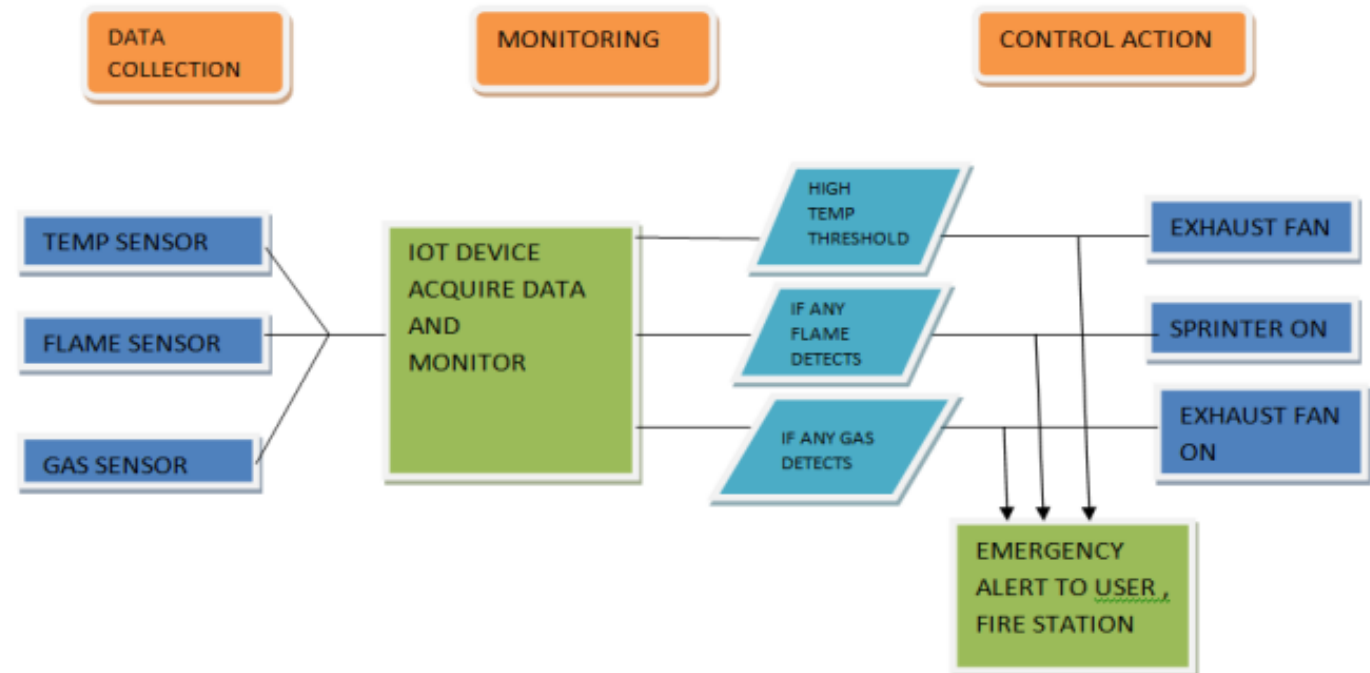 DATA
COLLECTION
MONITORING
CONTROL ACTION
TEMP SENSOR
FLAME SENSOR
GAS SENSOR
IOT DEVICE
ACQUIRE DATA
AND
MONITOR
HIGH
TEMP
THRESHOLD
IF ANY
FLAME
DETECTS
IF ANY GAS
DETECTS
EXHAUST FAN
SPRINTER ON
EXHAUST FAN
ON
EMERGENCY
ALERT TO USER ,
FIRE STATION